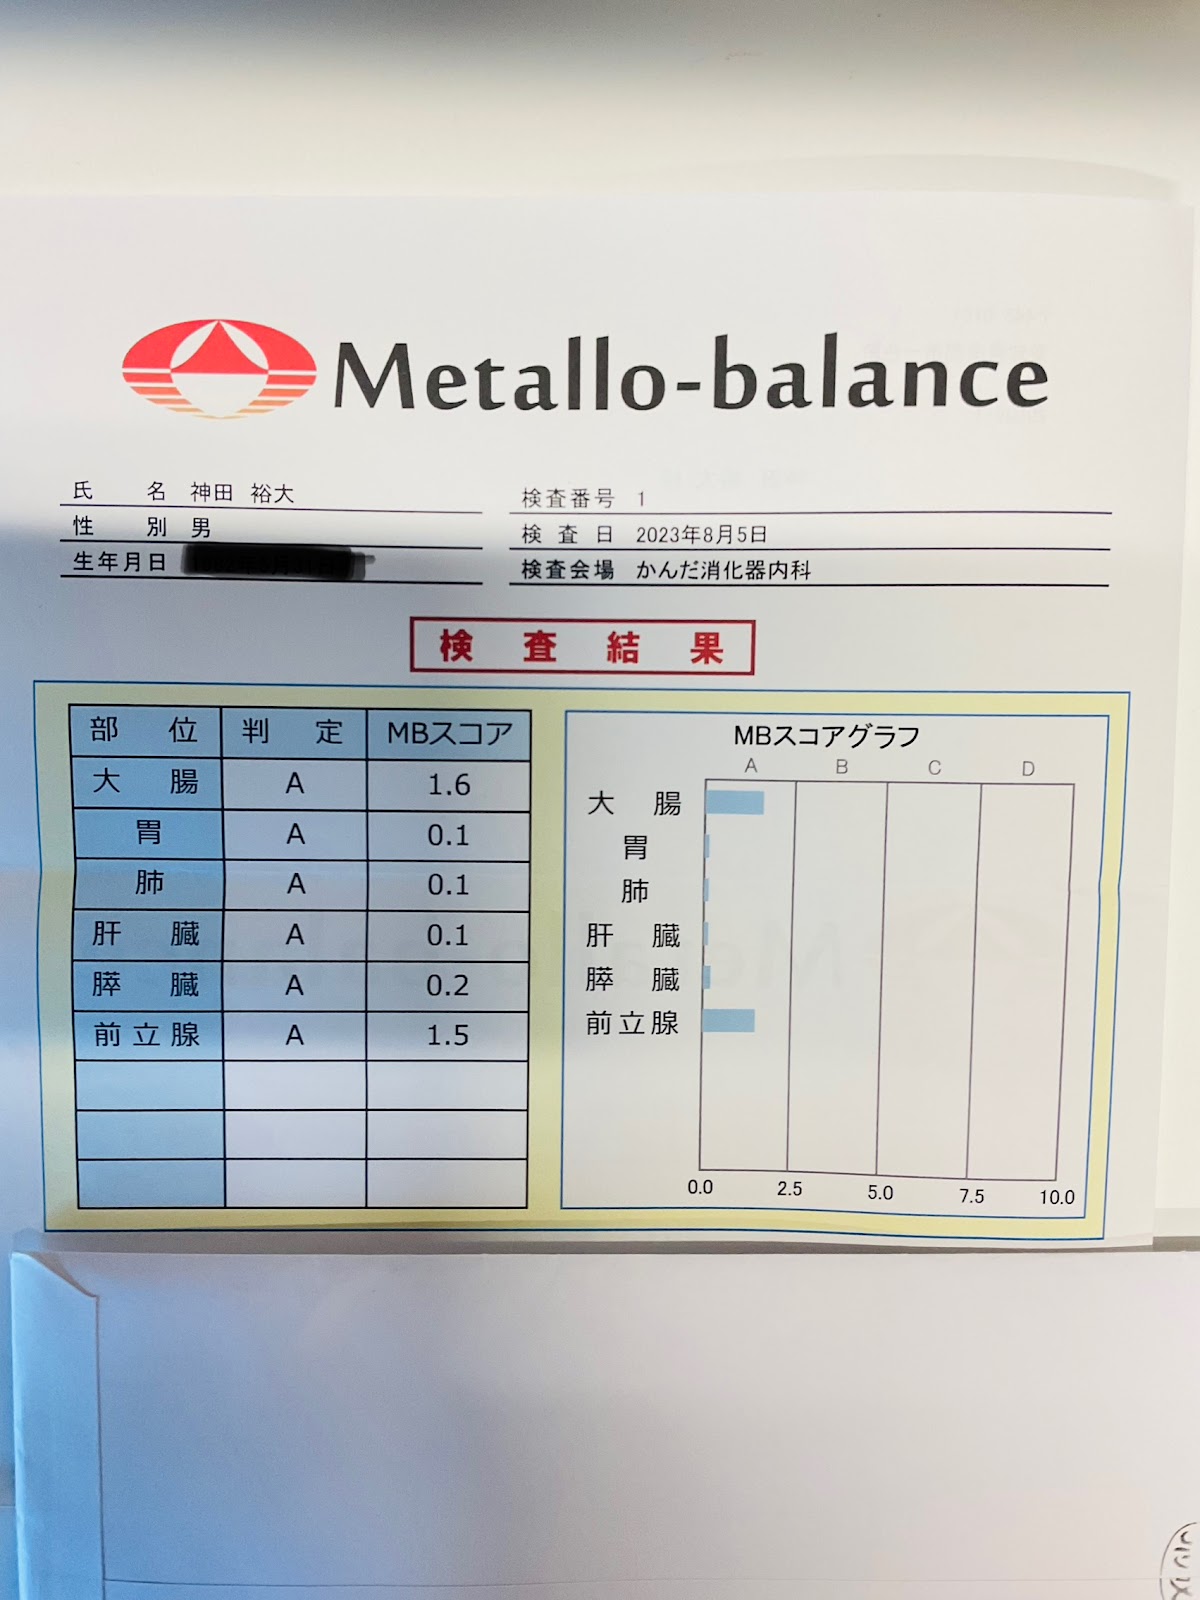 Metallo-balance
氏 名 神田 裕大
性 別 男
生年月日
検査番号 1
検査日 2023年8月5日
検査会場 かんだ消化器内科
検査結果
部位 判定 MBスコア
大腸 A 1.6
胃 A 0.1
肺 A 0.1
肝臓 A 0.1
膵臓 A 0.2
前立腺 A 1.5
MBスコアグラフ
A B C D
大腸
胃
肺
肝臓
膵臓
前立腺
0.0 2.5 5.0 7.5 10.0